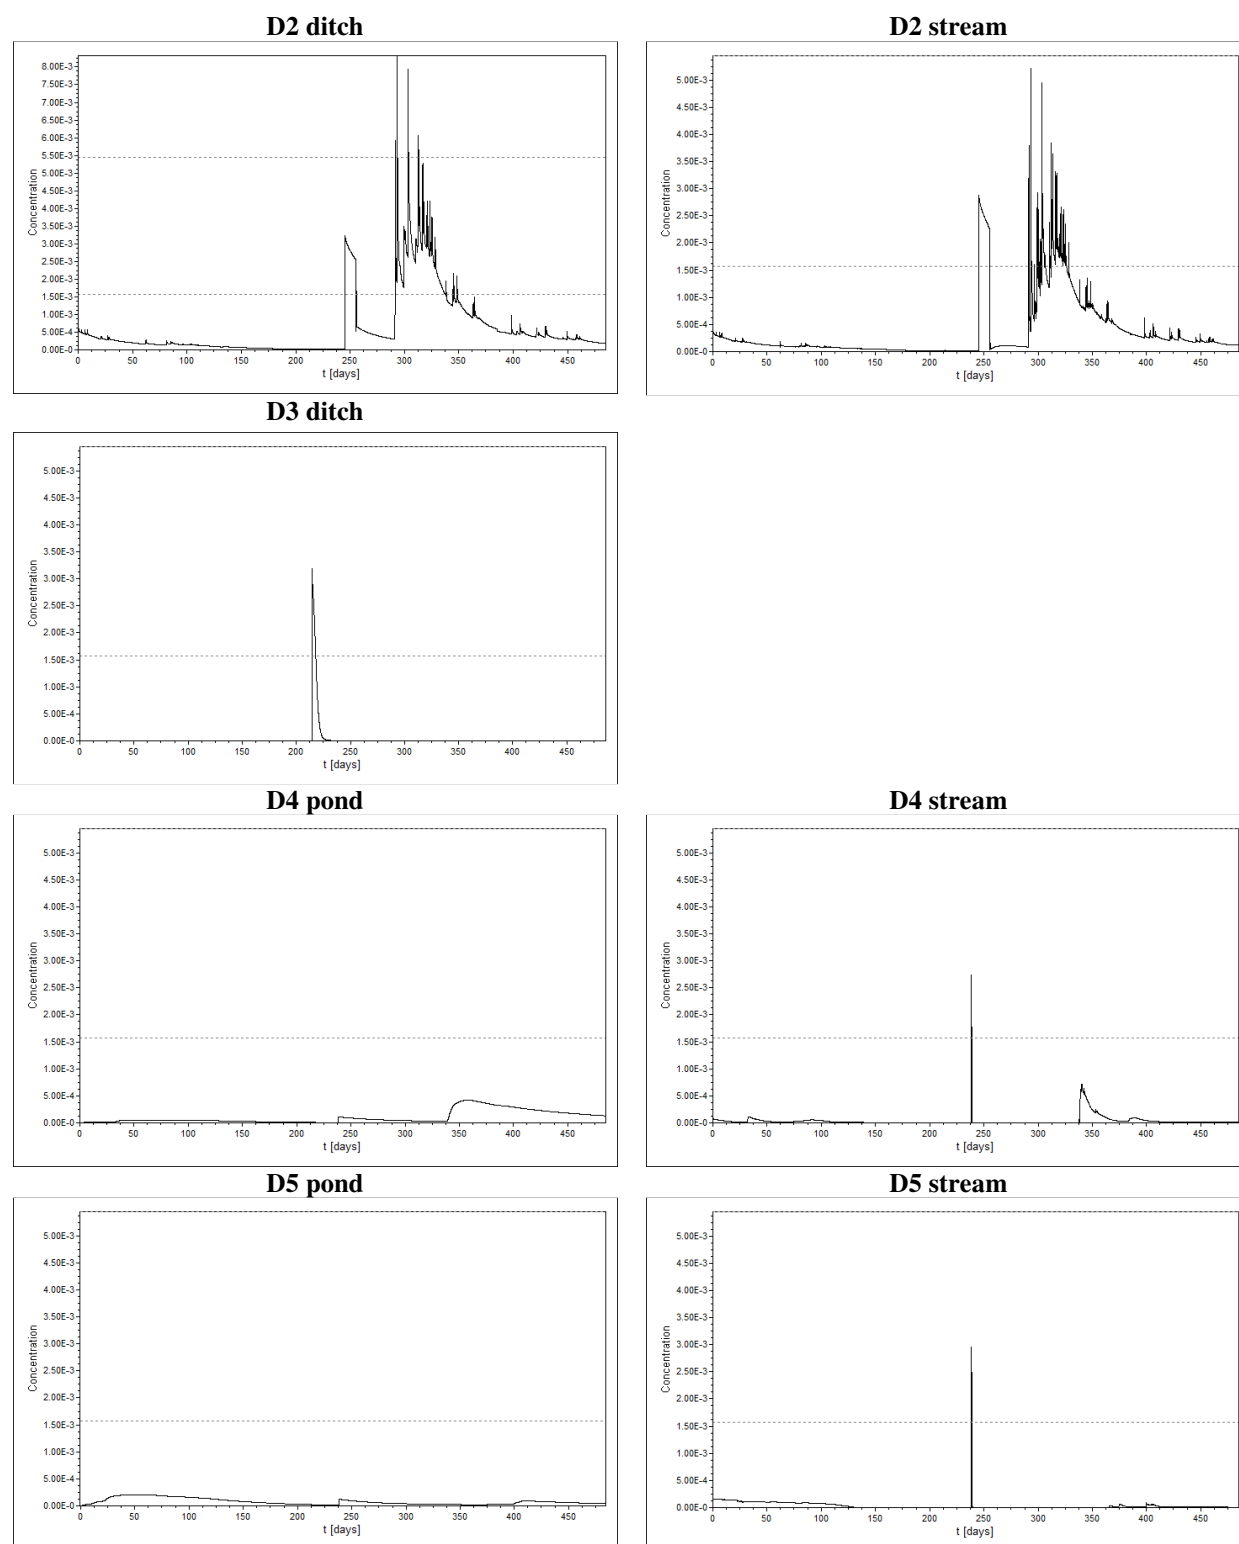 D2 ditch
D2 stream
Concentration
8.00E-3
7.50E-3
7.00E-3
6.50E-3
6.00E-3
5.50E-3
5.00E-3
4.50E-3
4.00E-3
3.50E-3
3.00E-3
2.50E-3
2.00E-3
1.50E-3
1.00E-3
5.00E-4
0.00E-0
0 50 100 150 200 250 300 350 400 450
t [days]
Concentration
5.00E-3
4.50E-3
4.00E-3
3.50E-3
3.00E-3
2.50E-3
2.00E-3
1.50E-3
1.00E-3
5.00E-4
0.00E-0
0 50 100 150 200 250 300 350 400 450
t [days]
D3 ditch
Concentration
5.00E-3
4.50E-3
4.00E-3
3.50E-3
3.00E-3
2.50E-3
2.00E-3
1.50E-3
1.00E-3
5.00E-4
0.00E-0
0 50 100 150 200 250 300 350 400 450
t [days]
D4 pond
D4 stream
Concentration
5.00E-3
4.50E-3
4.00E-3
3.50E-3
3.00E-3
2.50E-3
2.00E-3
1.50E-3
1.00E-3
5.00E-4
0.00E-0
0 50 100 150 200 250 300 350 400 450
t [days]
Concentration
5.00E-3
4.50E-3
4.00E-3
3.50E-3
3.00E-3
2.50E-3
2.00E-3
1.50E-3
1.00E-3
5.00E-4
0.00E-0
0 50 100 150 200 250 300 350 400 450
t [days]
D5 pond
D5 stream
Concentration
5.00E-3
4.50E-3
4.00E-3
3.50E-3
3.00E-3
2.50E-3
2.00E-3
1.50E-3
1.00E-3
5.00E-4
0.00E-0
0 50 100 150 200 250 300 350 400 450
t [days]
Concentration
5.00E-3
4.50E-3
4.00E-3
3.50E-3
3.00E-3
2.50E-3
2.00E-3
1.50E-3
1.00E-3
5.00E-4
0.00E-0
0 50 100 150 200 250 300 350 400 450
t [days]